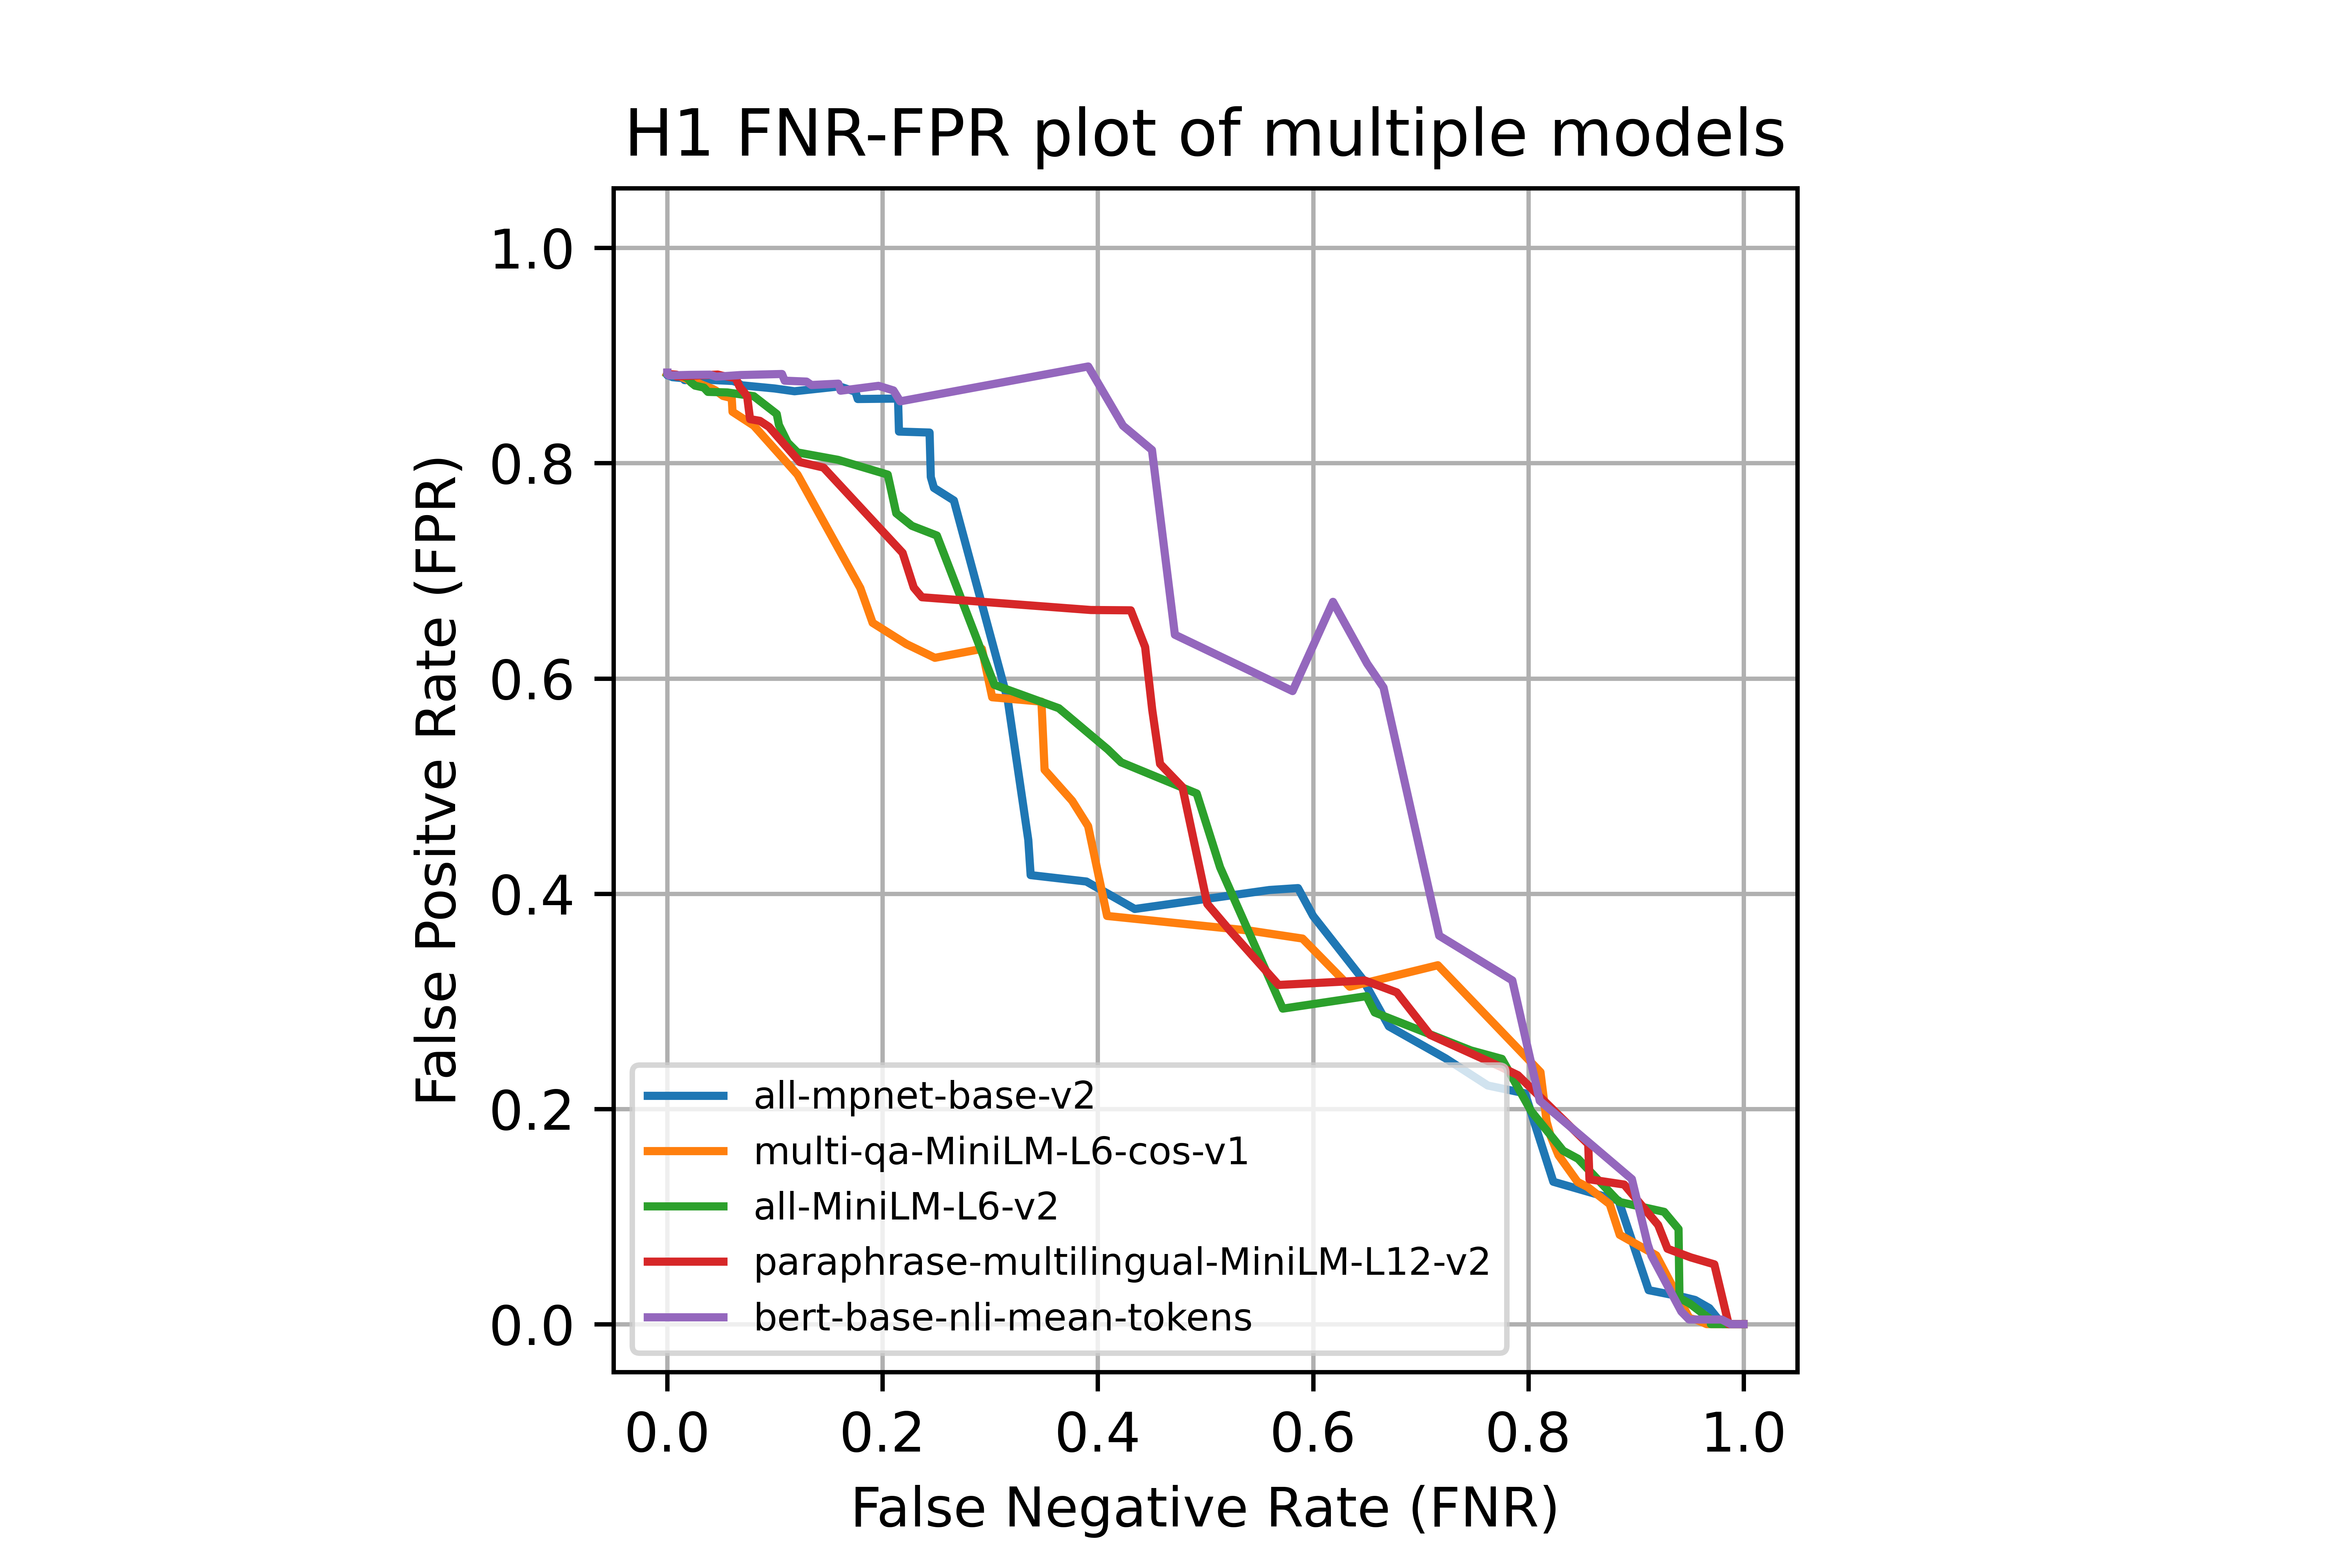 H1 FNR-FPR plot of multiple models
False Positve Rate (FPR)
1.0
0.8
0.6
0.4
0.2
0.0
all-mpnet-base-v2
multi-qa-MiniLM-L6-cos-v1
all-MiniLM-L6-v2
paraphrase-multilingual-MiniLM-L12-v2
bert-base-nli-mean-tokens
0.0 0.2 0.4 0.6 0.8 1.0
False Negative Rate (FNR)